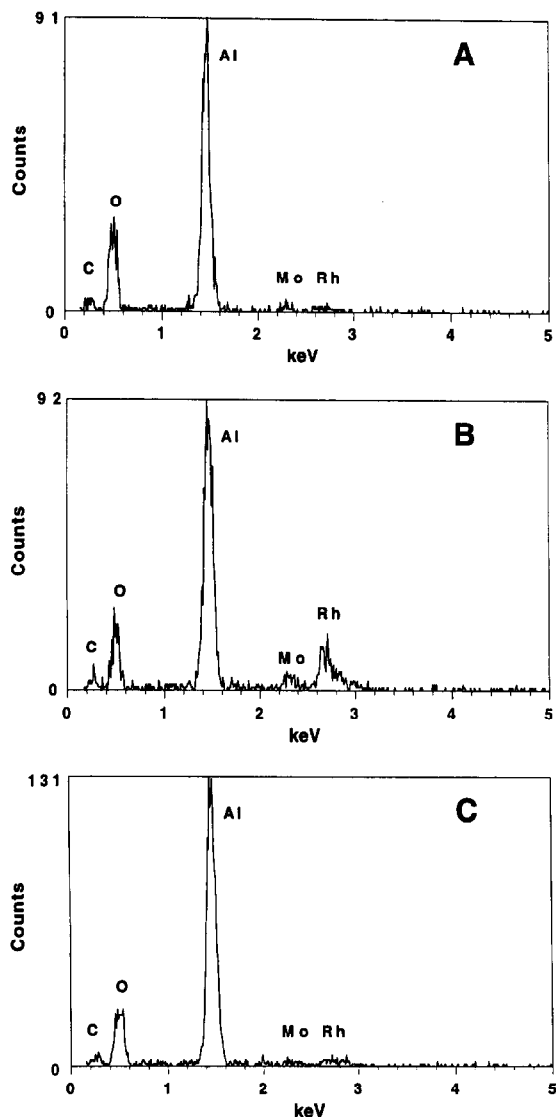 91
A
Al
Counts
O
C
Mo Rh
0
0 1 2 3 4 5
keV
92
B
Al
Counts
O
Rh
C
Mo
0
0 1 2 3 4 5
keV
131
C
Al
Counts
O
C
Mo Rh
0
0 1 2 3 4 5
keV